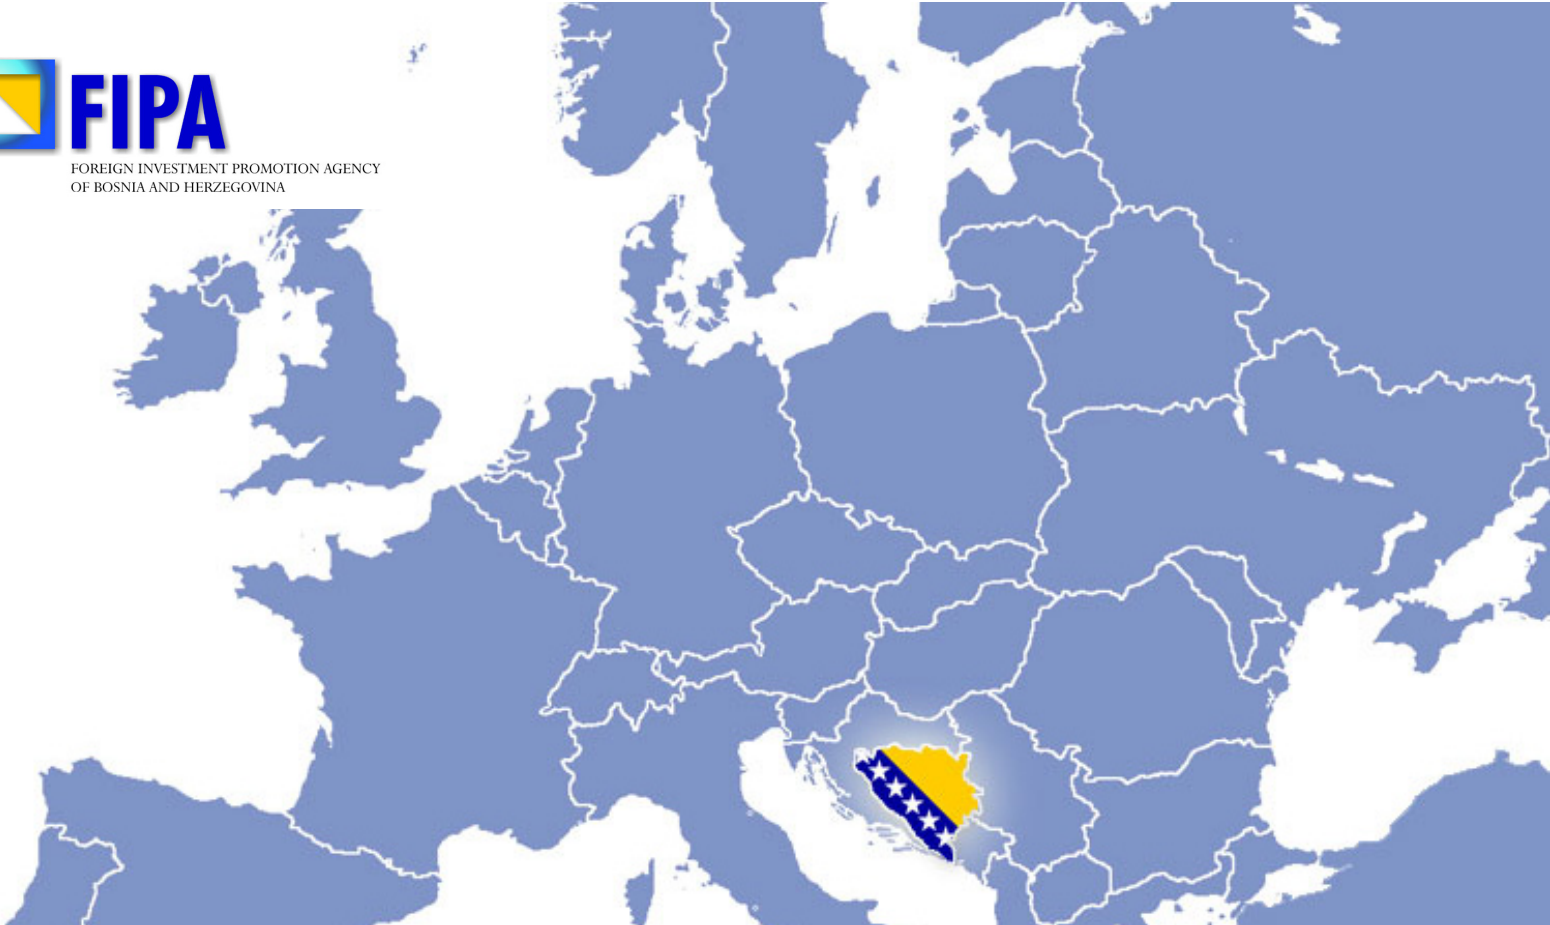 FIPA
FOREIGN INVESTMENT PROMOTION AGENCY
OF BOSNIA AND HERZEGOVINA